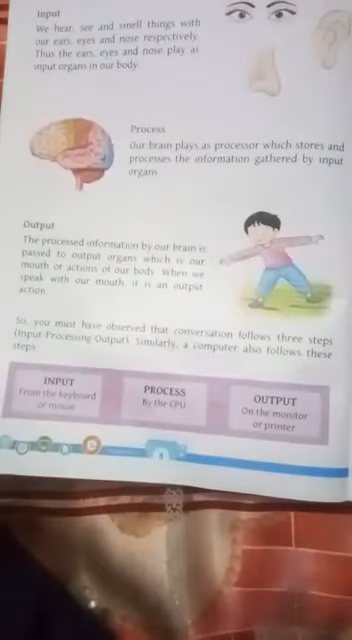 Input
We hear, see and smell things with
our ears, eyes and nose respectively.
Thus the ears, eyes and nose play as
input organs in our body.
Process
Our brain plays as processor which stores and
processes the information gathered by input
organs.
Output
The processed information by our brain is
passed to output organs which is our
mouth or actions of our body. When we
speak with our mouth, it is an output
action.
So, you must have observed that conversation follows three steps
(Input-Processing-Output). Similarly, a computer also follows these
steps.
INPUT
From the keyboard
or mouse
PROCESS
By the CPU
OUTPUT
On the monitor
or printer
e
8